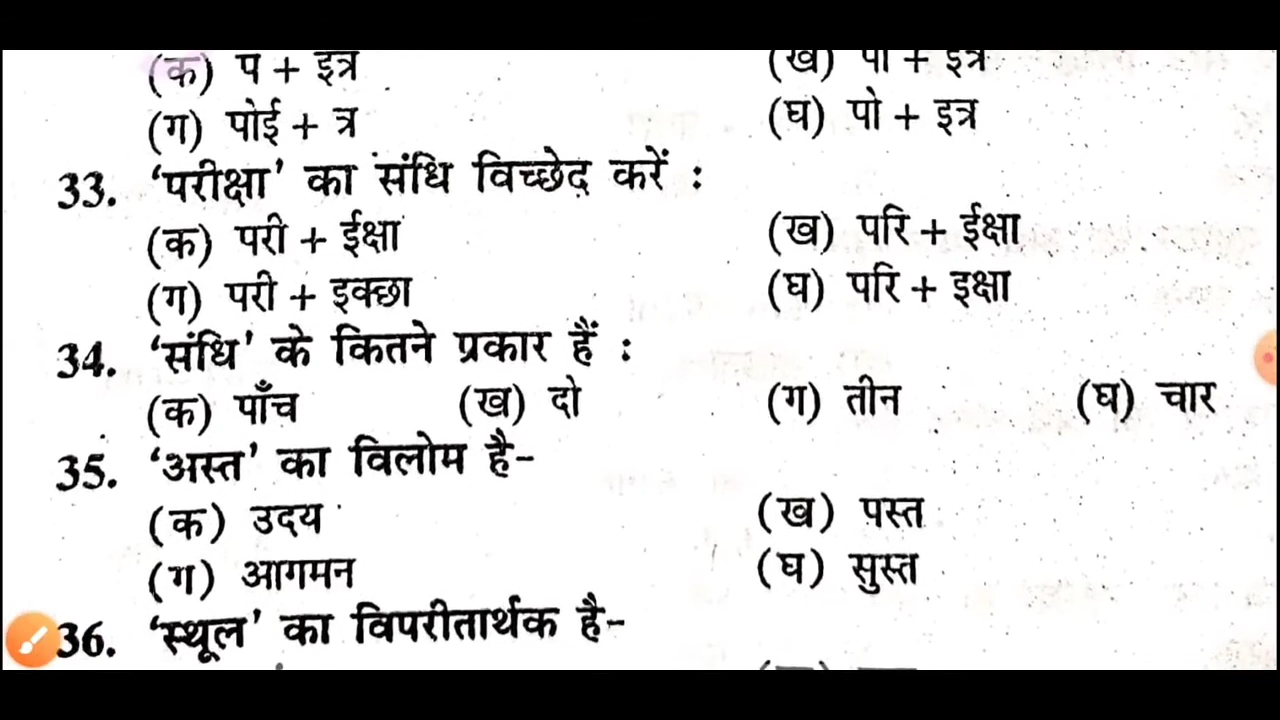 (क) प + इत्र (ख) पा + इत्र
(ग) पोई + त्र (घ) पो + इत्र
33. ‘परीक्षा’ का संधि विच्छेद करें :
(क) परी + ईक्षा (ख) परि + ईक्षा
(ग) परी + इक्छा (घ) परि + इक्षा
34. ‘संधि’ के कितने प्रकार हैं :
(क) पाँच (ख) दो (ग) तीन (घ) चार
35. ‘अस्त’ का विलोम है-
(क) उदय (ख) पस्त
(ग) आगमन (घ) सुस्त
36. ‘स्थूल’ का विपरीतार्थक है-